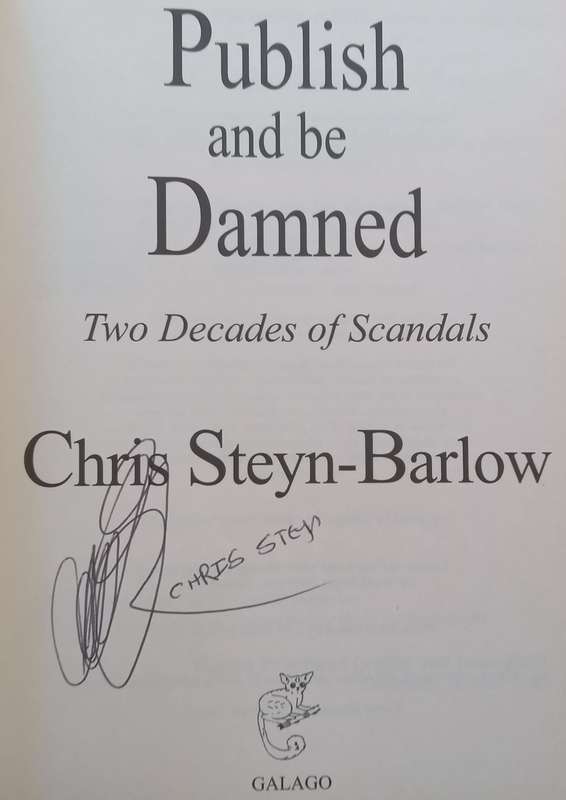 Publish
and be
Damned
Two Decades of Scandals
Chris Steyn-Barlow
CHRIS STEYN
GALAGO